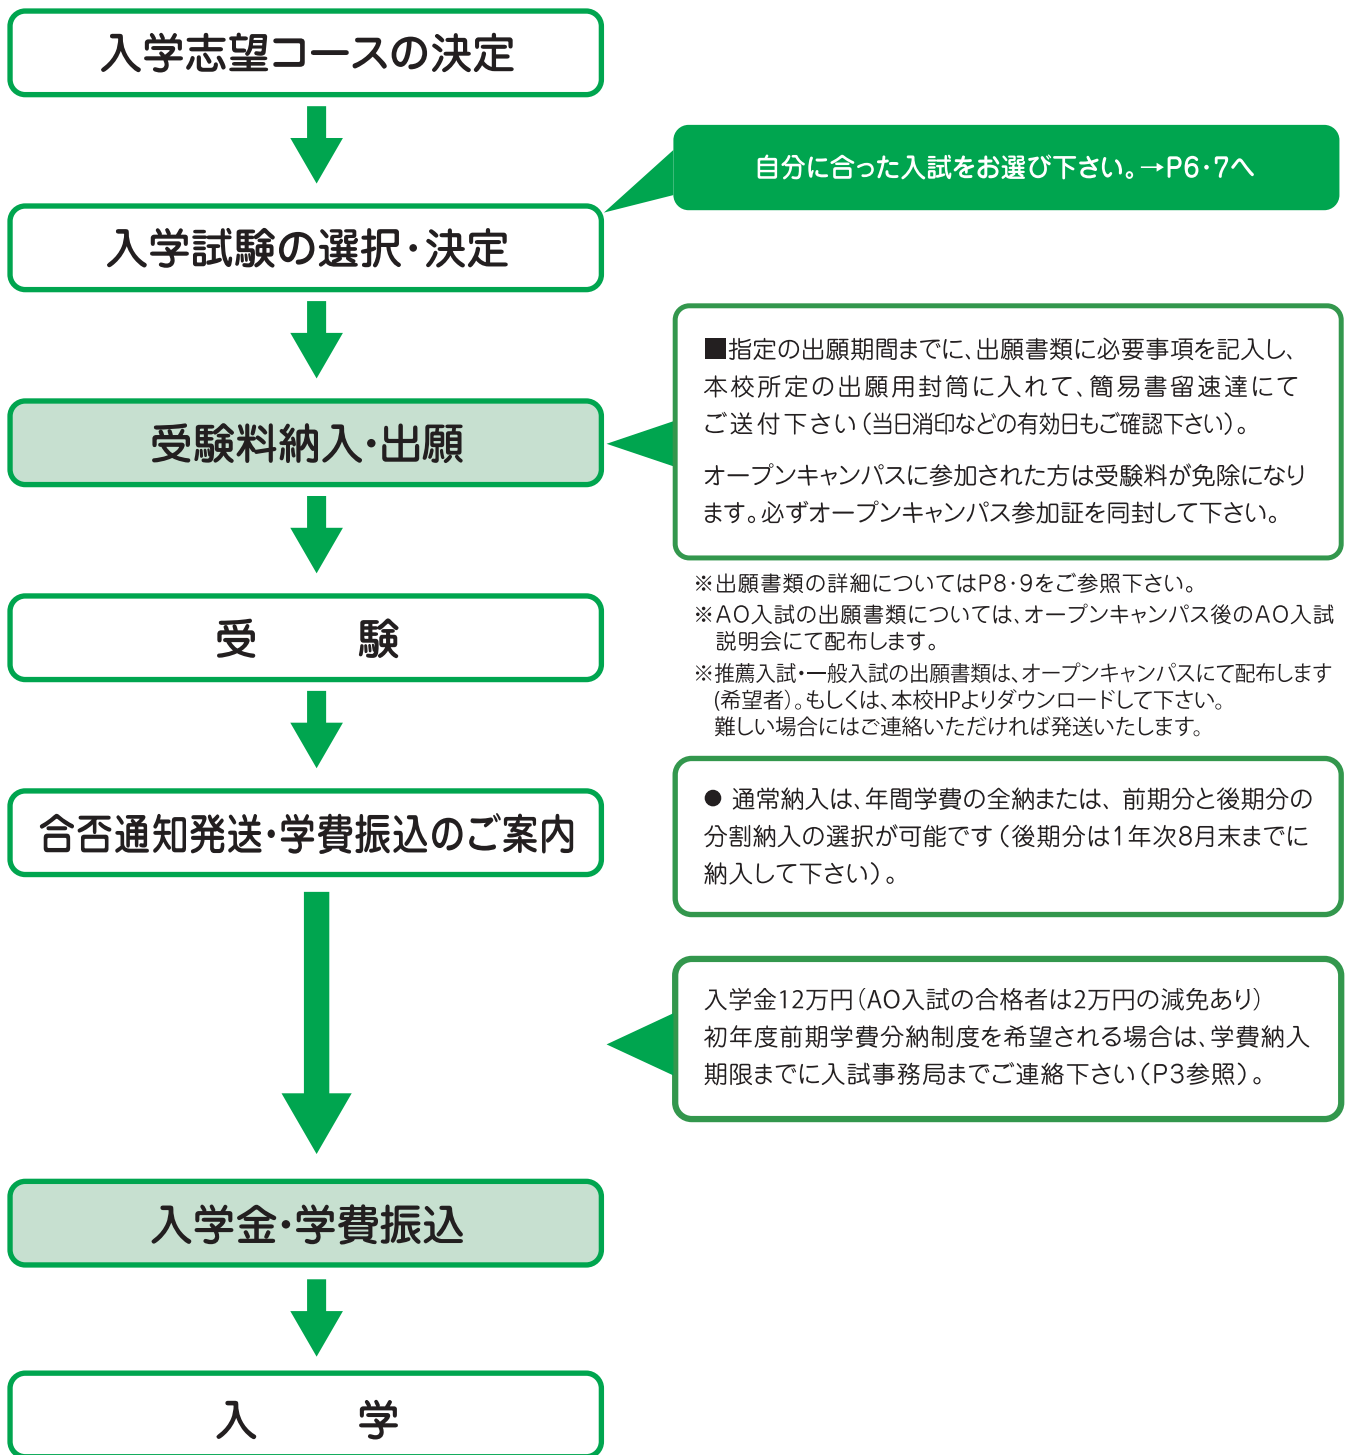 入学志望コースの決定
自分に合った入試をお選び下さい。→P6・7へ
入学試験の選択・決定
■指定の出願期間までに、出願書類に必要事項を記入し、
本校所定の出願用封筒に入れて、簡易書留速達にて
ご送付下さい（当日消印などの有効日もご確認下さい）。
オープンキャンパスに参加された方は受験料が免除になり
ます。必ずオープンキャンパス参加証を同封して下さい。
受験料納入・出願
※出願書類の詳細についてはP8・9をご参照下さい。
※AO入試の出願書類については、オープンキャンパス後のAO入試
説明会にて配布します。
※推薦入試・一般入試の出願書類は、オープンキャンパスにて配布します
（希望者）。もしくは、本校HPよりダウンロードして下さい。
難しい場合にはご連絡いただければ発送いたします。
受　験
合否通知発送・学費振込のご案内
● 通常納入は、年間学費の全納または、前期分と後期分の
分割納入の選択が可能です（後期分は1年次8月末までに
納入して下さい）。
入学金12万円（AO入試の合格者は2万円の減免あり）
初年度前期学費分納制度を希望される場合は、学費納入
期限までに入試事務局までご連絡下さい（P3参照）。
入学金・学費振込
入　学